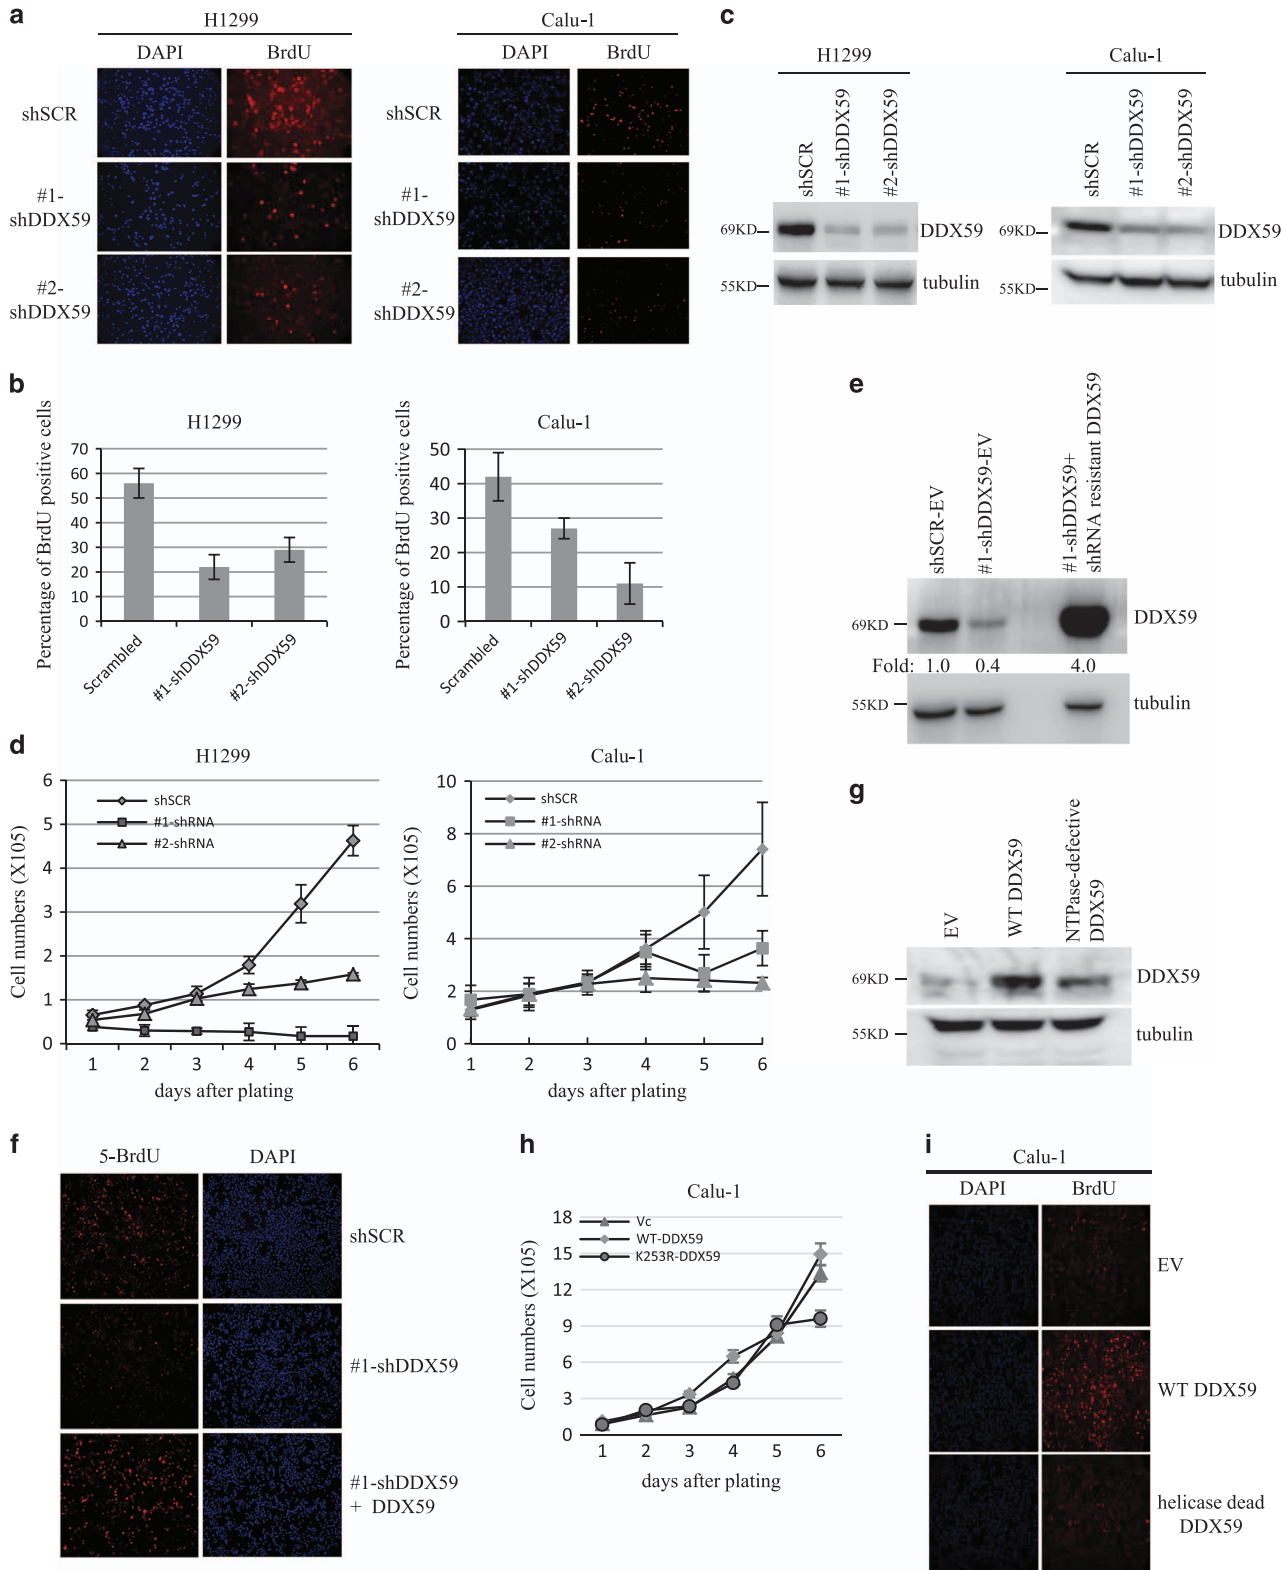 a
H1299
DAPI BrdU
Calu-1
DAPI BrdU
shSCR
#1-
shDDX59
#2-
shDDX59
shSCR
#1-
shDDX59
#2-
shDDX59
b
H1299
Percentage of BrdU positive cells
70
60
50
40
30
20
10
0
Scrambled
#1-shDDX59
#2-shDDX59
Calu-1
Percentage of BrdU positive cells
50
40
30
20
10
0
Scrambled
#1-shDDX59
#2-shDDX59
c
H1299
shSCR
#1-shDDX59
#2-shDDX59
69KD
DDX59
55KD
tubulin
Calu-1
shSCR
#1-shDDX59
#2-shDDX59
69KD
DDX59
55KD
tubulin
d
H1299
Cell numbers (X105)
6
5
4
3
2
1
0
shSCR
#1-shRNA
#2-shRNA
1 2 3 4 5 6
days after plating
Calu-1
Cell numbers (X105)
10
8
6
4
2
0
shSCR
#1-shRNA
#2-shRNA
1 2 3 4 5 6
days after plating
e
shSCR-EV
#1-shDDX59-EV
#1-shDDX59+
shRNA resistant DDX59
69KD
DDX59
Fold: 1.0 0.4 4.0
55KD
tubulin
f
5-BrdU DAPI
shSCR
#1-shDDX59
#1-shDDX59
+ DDX59
g
EV
WT DDX59
NTPase-defective
DDX59
69KD
DDX59
55KD
tubulin
h
Calu-1
Cell numbers (X105)
18
15
12
9
6
3
0
Vc
WT-DDX59
K253R-DDX59
1 2 3 4 5 6
days after plating
i
Calu-1
DAPI BrdU
EV
WT DDX59
helicase dead
DDX59